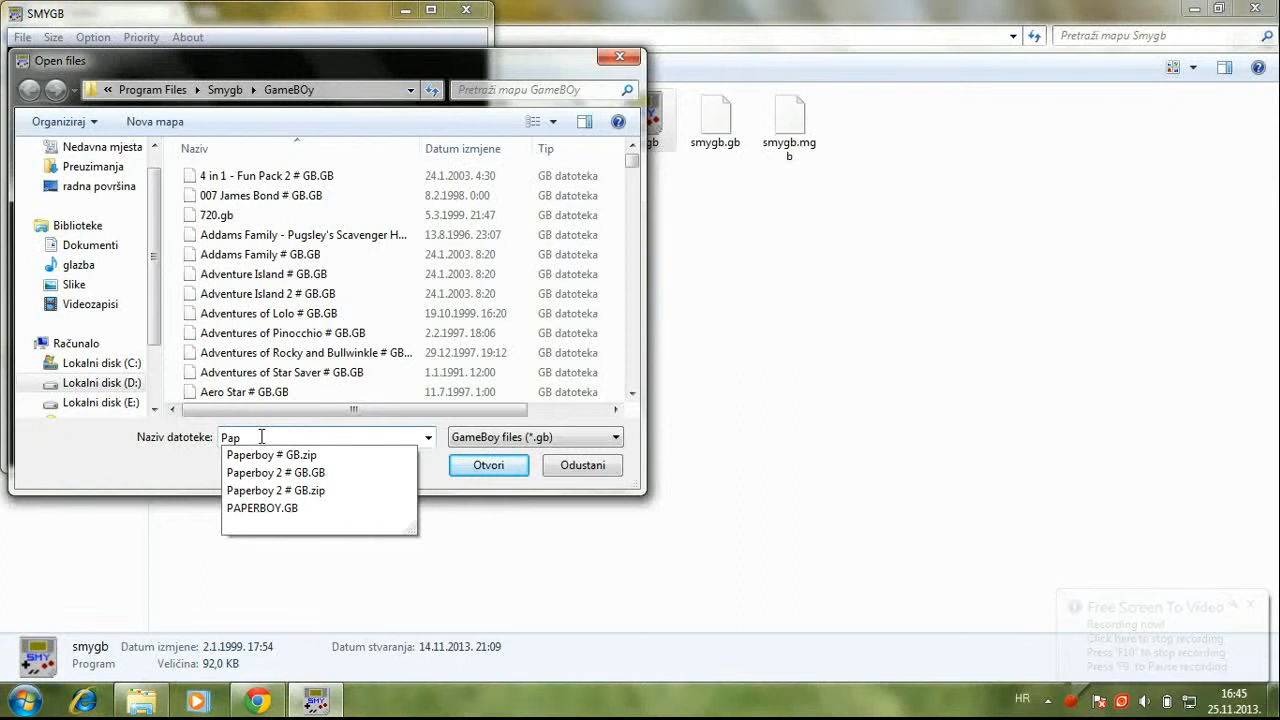 SMYGB
File Size Option Priority About
Pretraži mapu Smygb
Open files
« Program Files Smygb GameBOy
Pretraži mapu GameBOy
Organiziraj Nova mapa
Naziv Datum izmjene Tip
Nedavna mjesta
Preuzimanja
radna površina
Biblioteke
Dokumenti
glazba
Slike
Videozapisi
Računalo
Lokalni disk (C:)
Lokalni disk (D:)
Lokalni disk (E:)
4 in 1 - Fun Pack 2 # GB.GB 24.1.2003. 4:30 GB datoteka
007 James Bond # GB.GB 8.2.1998. 0:00 GB datoteka
720.gb 5.3.1999. 21:47 GB datoteka
Addams Family - Pugsley's Scavenger H... 13.8.1996. 23:07 GB datoteka
Addams Family # GB.GB 24.1.2003. 8:20 GB datoteka
Adventure Island # GB.GB 24.1.2003. 8:20 GB datoteka
Adventure Island 2 # GB.GB 24.1.2003. 8:20 GB datoteka
Adventures of Lolo # GB.GB 19.10.1999. 16:20 GB datoteka
Adventures of Pinocchio # GB.GB 2.2.1997. 18:06 GB datoteka
Adventures of Rocky and Bullwinkle # GB... 29.12.1997. 19:12 GB datoteka
Adventures of Star Saver # GB.GB 1.1.1991. 12:00 GB datoteka
Aero Star # GB.GB 11.7.1997. 1:00 GB datoteka
Naziv datoteke: Pap GameBoy files (*.gb)
Paperboy # GB.zip
Paperboy 2 # GB.GB
Paperboy 2 # GB.zip
PAPERBOY.GB
Otvori Odustani
gb
smygb.gb
smygb.mg
b
Free Screen To Video
Recording now!
Click here to stop recording
Press 'F10' to stop recording
Press 'F9' to Pause recording
smygb Datum izmjene: 2.1.1999. 17:54 Datum stvaranja: 14.11.2013. 21:09
Program Veličina: 92,0 KB
SMY
HR
16:45
25.11.2013.